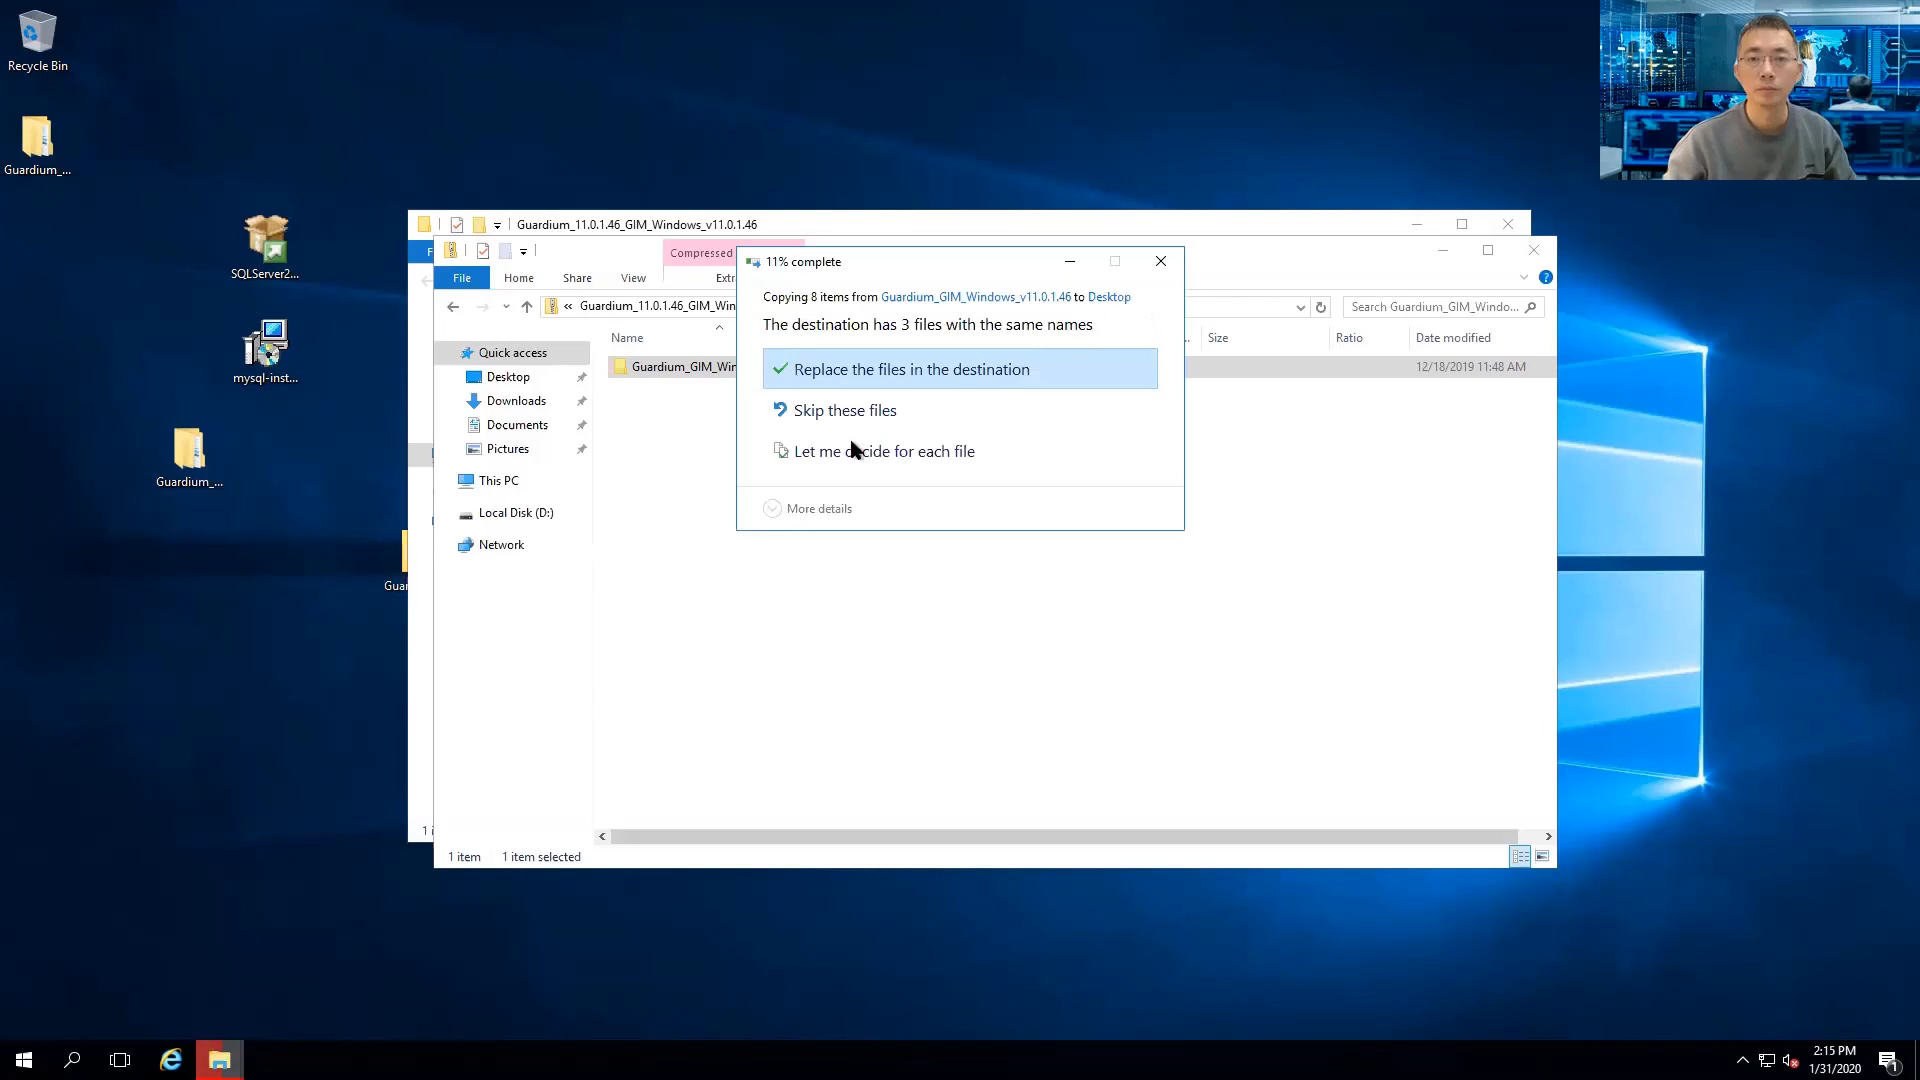 Recycle Bin
Guardium_...
SQLServer2...
mysql-inst...
Guardium_...
Guar
Guardium_11.0.1.46_GIM_Windows_v11.0.1.46
F
Compressed
File
Home
Share
View
Extr
« Guardium_11.0.1.46_GIM_Win
Search Guardium_GIM_Windo...
Name
Size
Ratio
Date modified
Guardium_GIM_Win
12/18/2019 11:48 AM
Quick access
Desktop
Downloads
Documents
Pictures
This PC
Local Disk (D:)
Network
11% complete
Copying 8 items from Guardium_GIM_Windows_v11.0.1.46 to Desktop
The destination has 3 files with the same names
Replace the files in the destination
Skip these files
Let me decide for each file
More details
1 i
1 item
1 item selected
2:15 PM
1/31/2020
1